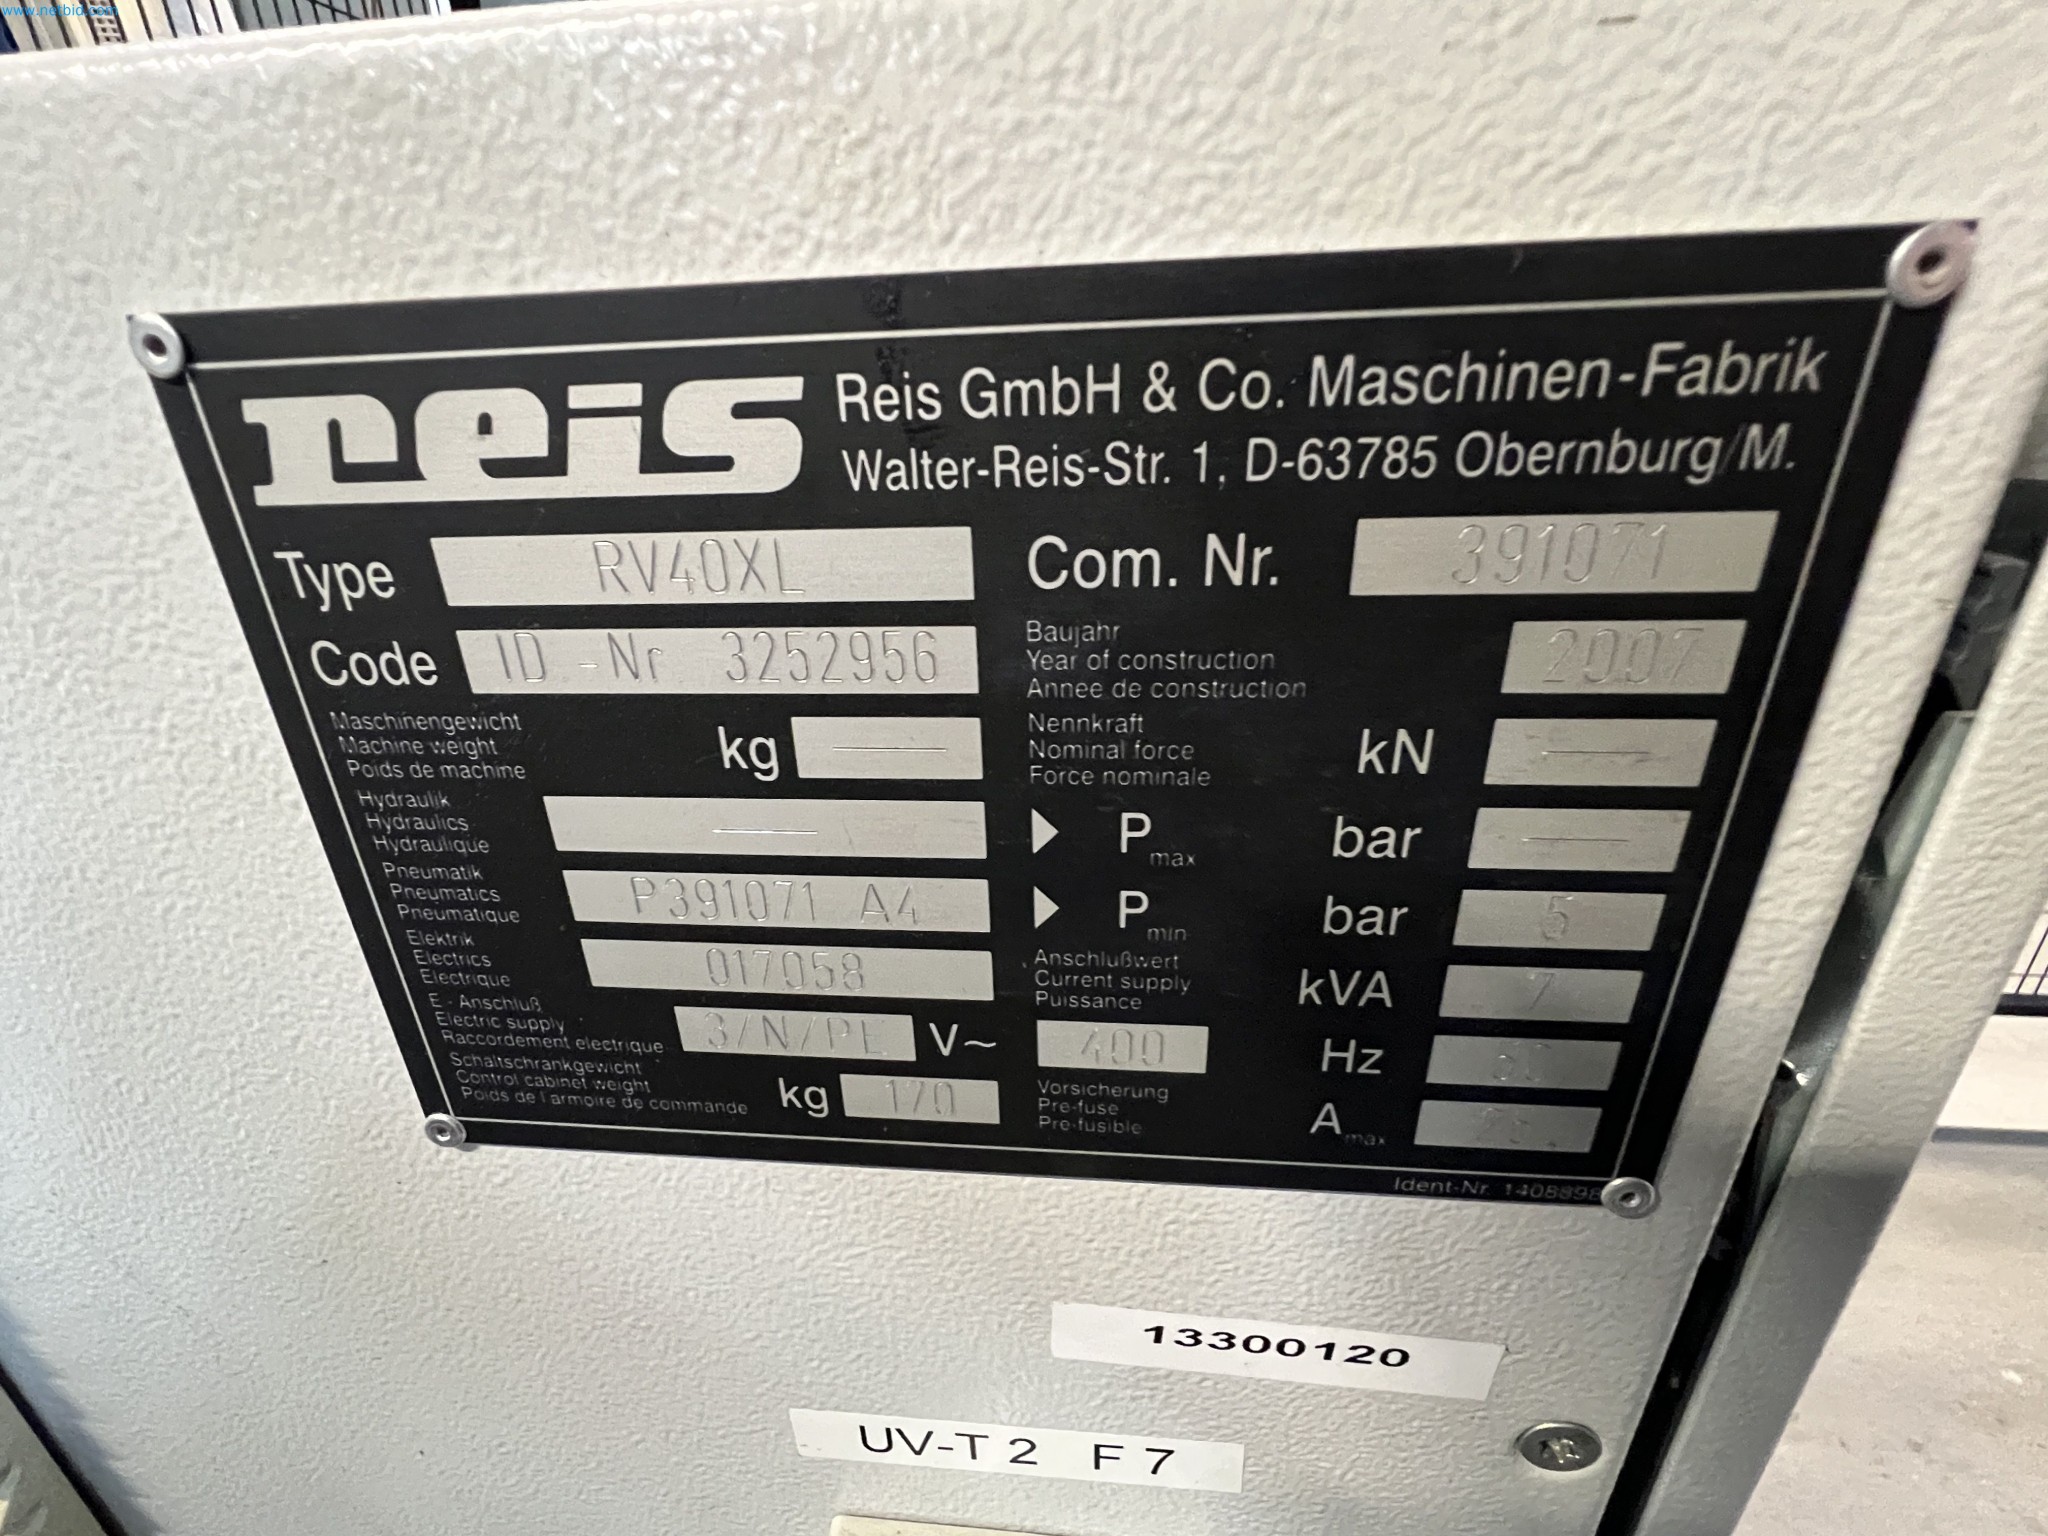 www.netbid.com
reis
Reis GmbH & Co. Maschinen-Fabrik
Walter-Reis-Str. 1, D-63785 Obernburg/M.
Type RV40XL Com. Nr. 391071
Code ID-Nr 3252956
Baujahr
Year of construction 2007
Annee de construction
Maschinengewicht
Machine weight kg —
Poids de machine
Nennkraft
Nominal force kN —
Force nominale
Hydraulik
Hydraulics —
Hydraulique
P max bar —
Pneumatik
Pneumatics P391071 A4
Pneumatique
P min bar 5
Elektrik
Electrics 017058
Electrique
Anschlußwert
Current supply kVA 7
Puissance
E-Anschluß
Electric supply 3/N/PE V~ 400 Hz
Raccordement electrique
Schaltschrankgewicht
Control cabinet weight kg 170
Poids de l'armoire de commande
Vorsicherung
Pre-fuse A max
Pre-fusible
Ident-Nr. 1408898
13300120
UV-T 2 F 7